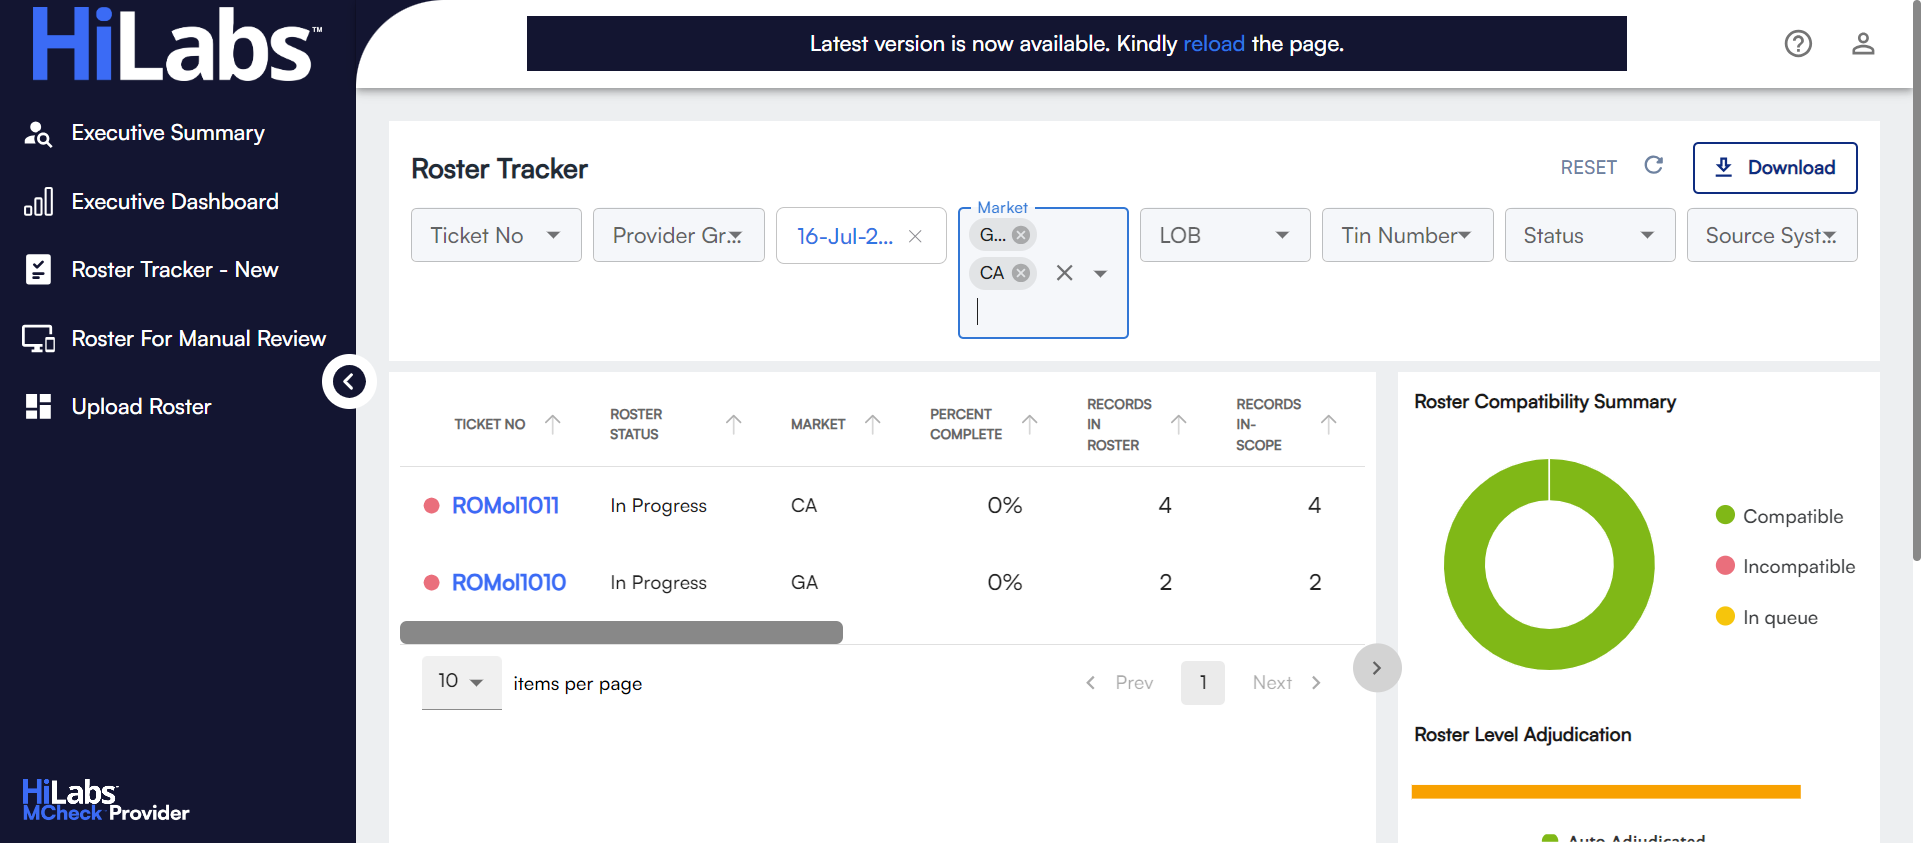 HiLabs™
Latest version is now available. Kindly reload the page.
Executive Summary
Executive Dashboard
Roster Tracker - New
Roster For Manual Review
Upload Roster
HiLabs
MCheck Provider
Roster Tracker
RESET
Download
Ticket No
Provider Gr...
16-Jul-2...
Market
G...
CA
LOB
Tin Number
Status
Source Syst...
TICKET NO
ROSTER STATUS
MARKET
PERCENT COMPLETE
RECORDS IN ROSTER
RECORDS IN-SCOPE
ROMol1011 In Progress CA 0% 4 4
ROMol1010 In Progress GA 0% 2 2
10 items per page
Prev 1 Next
Roster Compatibility Summary
Compatible
Incompatible
In queue
Roster Level Adjudication
Auto Adjudicated